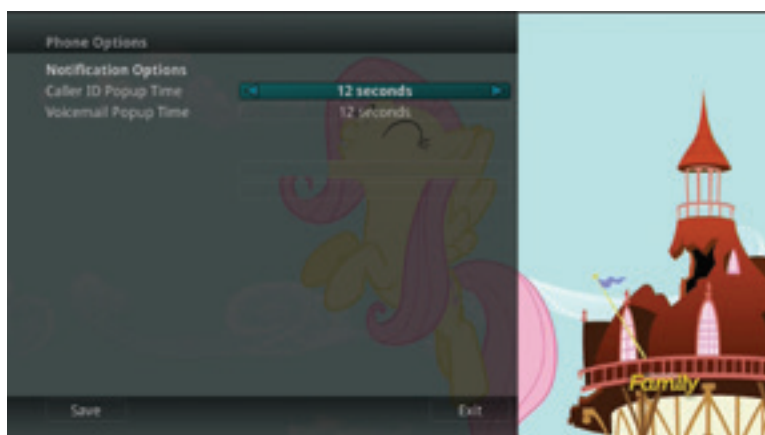 Phone Options
Notification Options
Caller ID Popup Time 12 seconds
Voicemail Popup Time 12 seconds
Family
Save Exit